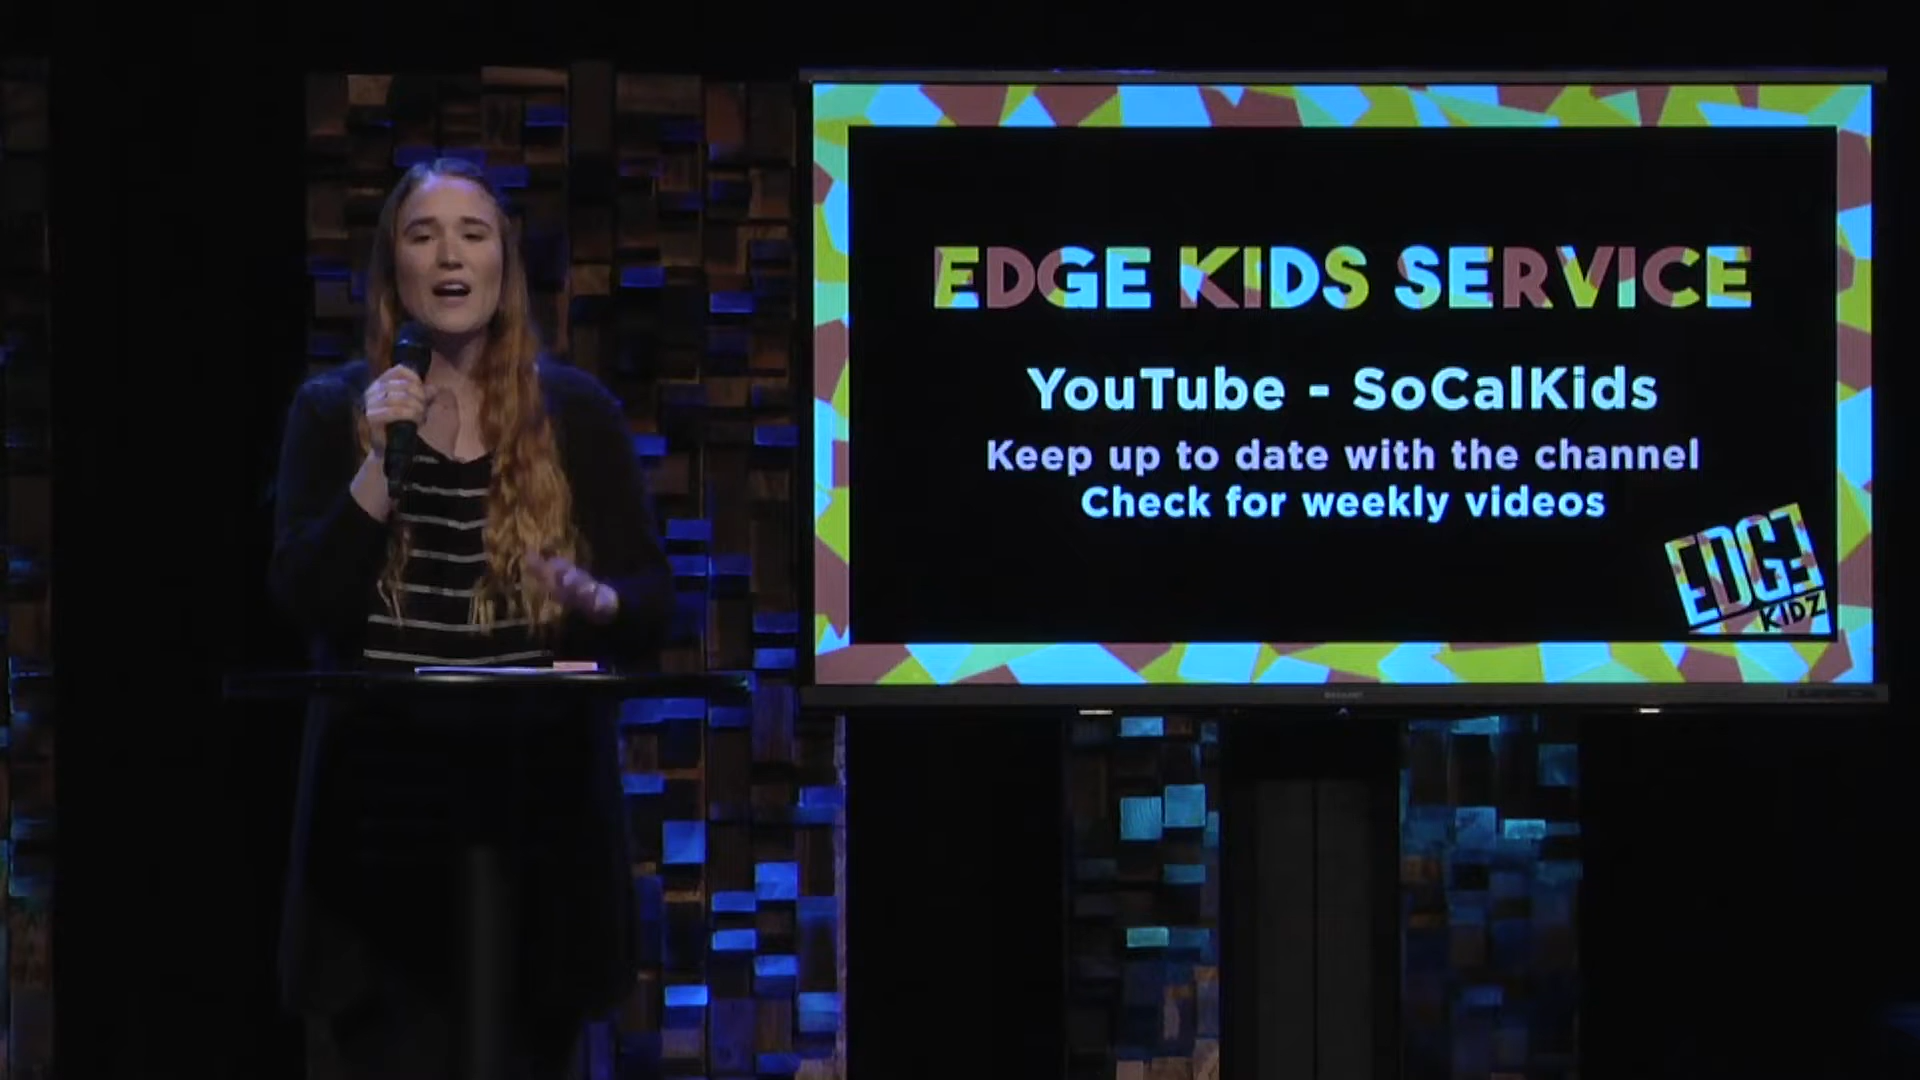 EDGE KIDS SERVICE
YouTube - SoCalKids
Keep up to date with the channel
Check for weekly videos
EDGE
KIDZ